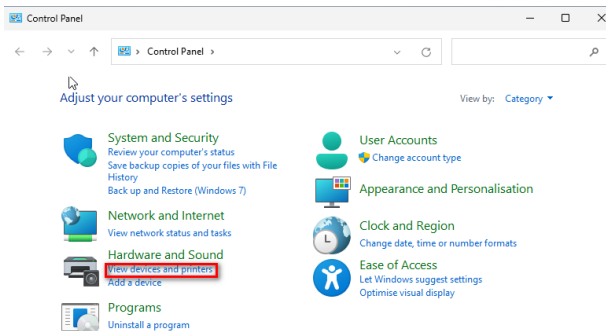 Control Panel
Control Panel
Adjust your computer's settings
View by: Category
System and Security
Review your computer's status
Save backup copies of your files with File
History
Back up and Restore (Windows 7)
Network and Internet
View network status and tasks
Hardware and Sound
View devices and printers
Add a device
Programs
Uninstall a program
User Accounts
Change account type
Appearance and Personalisation
Clock and Region
Change date, time or number formats
Ease of Access
Let Windows suggest settings
Optimise visual display